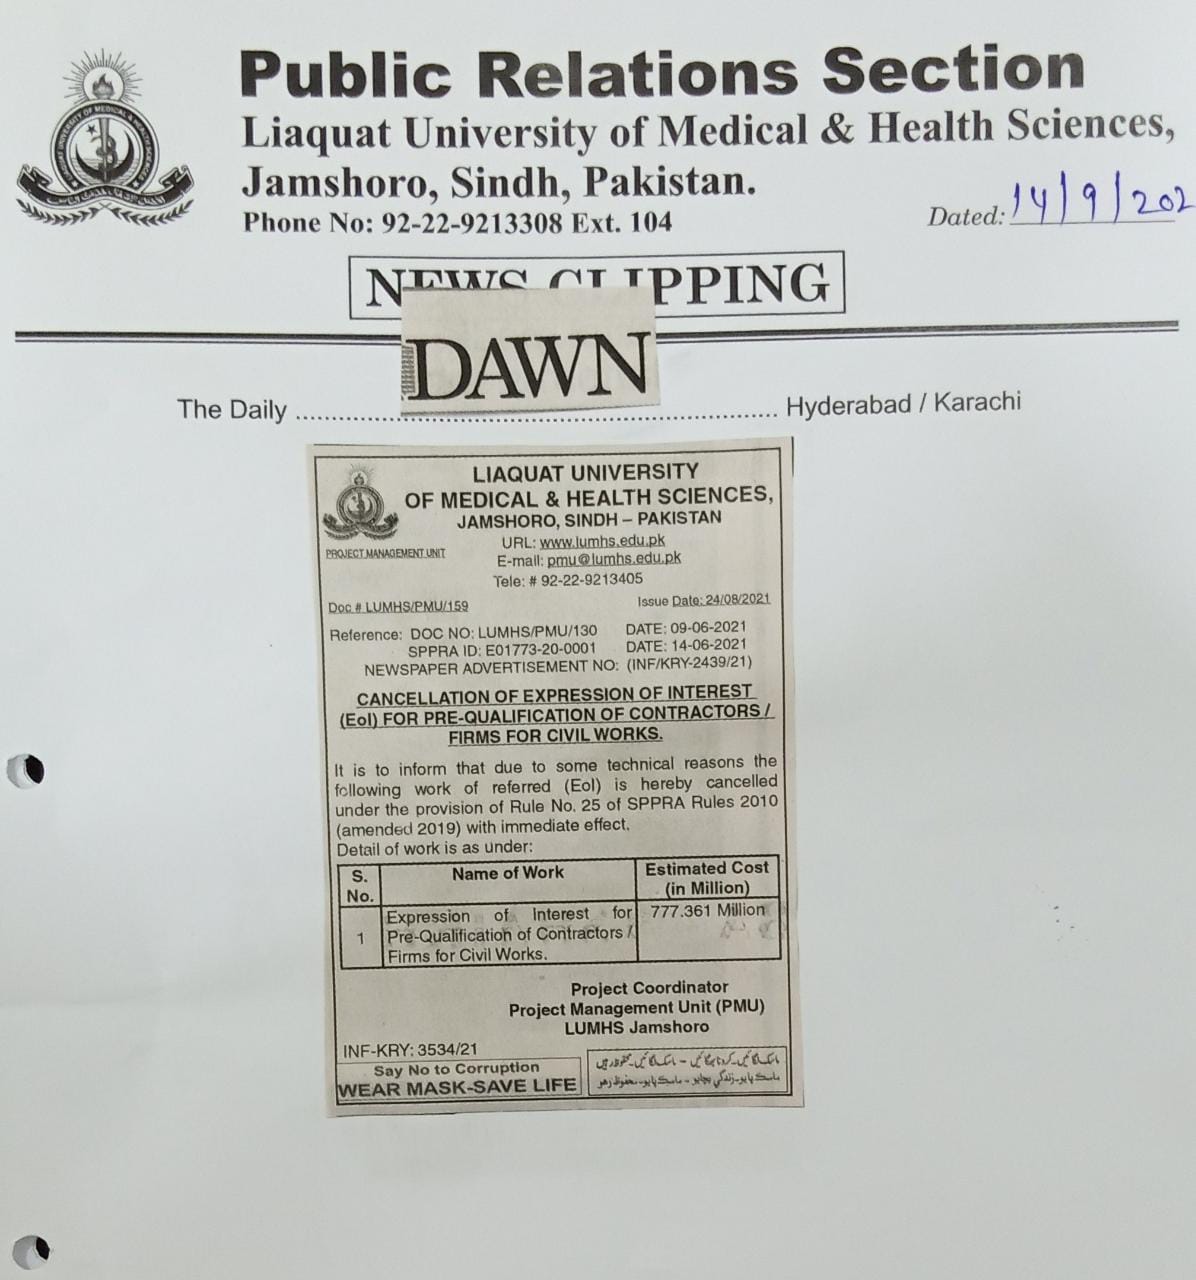 Public Relations Section
Liaquat University of Medical & Health Sciences,
Jamshoro, Sindh, Pakistan.
Phone No: 92-22-9213308 Ext. 104
Dated: 14/9/202
NEWS CLIPPING
DAWN
The Daily ........................................................................ Hyderabad / Karachi
LIAQUAT UNIVERSITY
OF MEDICAL & HEALTH SCIENCES,
JAMSHORO, SINDH – PAKISTAN
PROJECT MANAGEMENT UNIT
URL: www.lumhs.edu.pk
E-mail: pmu@lumhs.edu.pk
Tele: # 92-22-9213405
Doc # LUMHS/PMU/159 Issue Date: 24/08/2021
Reference: DOC NO: LUMHS/PMU/130 DATE: 09-06-2021
SPPRA ID: E01773-20-0001 DATE: 14-06-2021
NEWSPAPER ADVERTISEMENT NO: (INF/KRY-2439/21)
CANCELLATION OF EXPRESSION OF INTEREST
(EoI) FOR PRE-QUALIFICATION OF CONTRACTORS /
FIRMS FOR CIVIL WORKS.
It is to inform that due to some technical reasons the
following work of referred (EoI) is hereby cancelled
under the provision of Rule No. 25 of SPPRA Rules 2010
(amended 2019) with immediate effect.
Detail of work is as under:
S. No. Name of Work Estimated Cost (in Million)
1 Expression of Interest for 777.361 Million
Pre-Qualification of Contractors /
Firms for Civil Works.
Project Coordinator
Project Management Unit (PMU)
LUMHS Jamshoro
INF-KRY: 3534/21
Say No to Corruption
WEAR MASK-SAVE LIFE